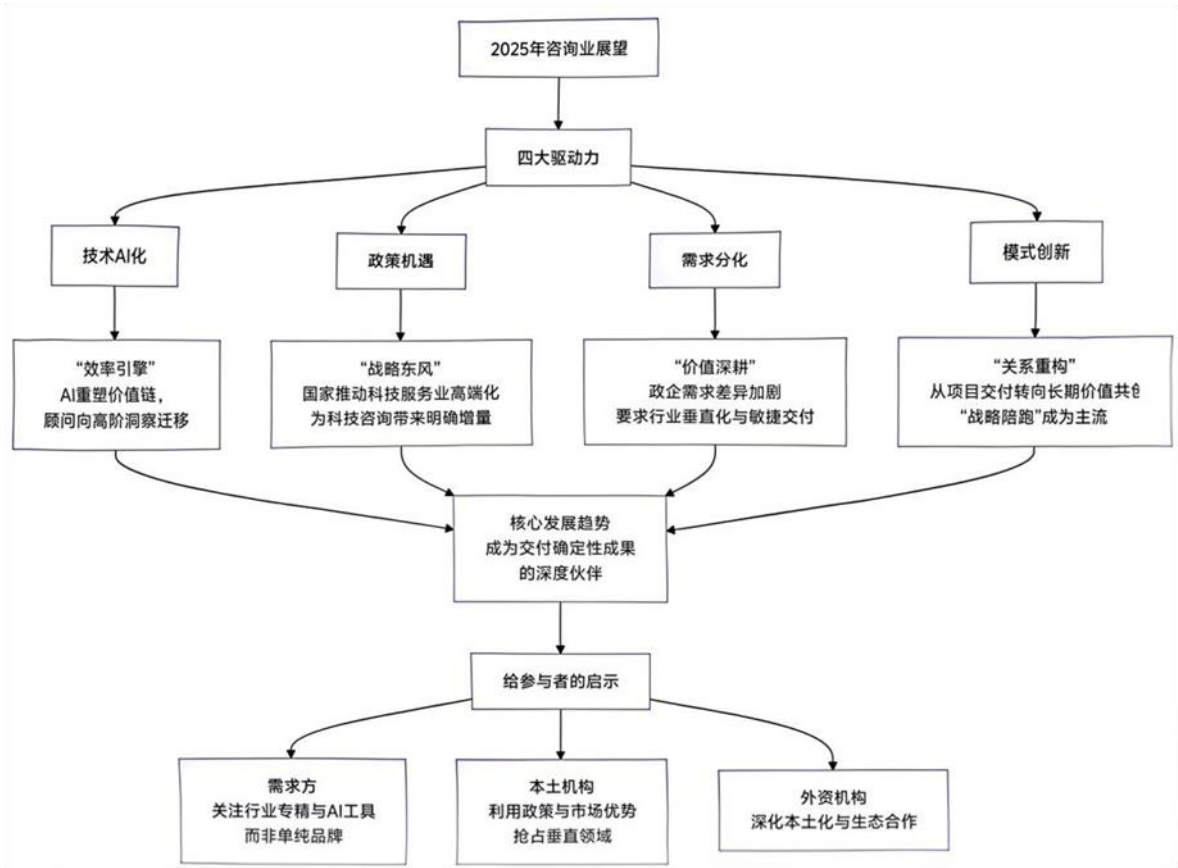 2025年咨询业展望
四大驱动力
技术AI化
政策机遇
需求分化
模式创新
“效率引擎”
AI重塑价值链，
顾问向高阶洞察迁移
“战略东风”
国家推动科技服务业高端化
为科技咨询带来明确增量
“价值深耕”
政企需求差异加剧
要求行业垂直化与敏捷交付
“关系重构”
从项目交付转向长期价值共创
“战略陪跑”成为主流
核心发展趋势
成为交付确定性成果
的深度伙伴
给参与者的启示
需求方
关注行业专精与AI工具
而非单纯品牌
本土机构
利用政策与市场优势
抢占垂直领域
外资机构
深化本土化与生态合作